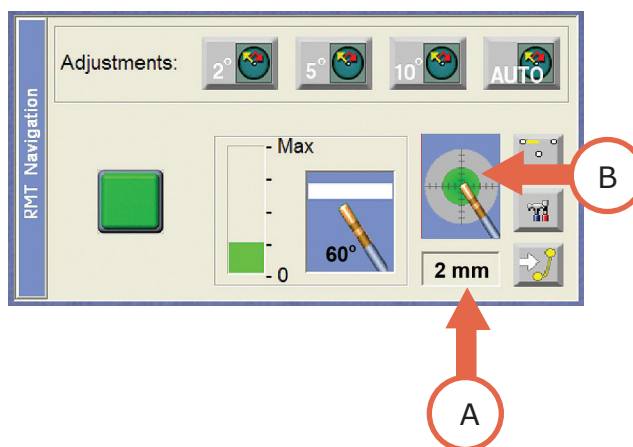 Adjustments:
2°
5°
10°
AUTO
RMT Navigation
Max
60°
0
2 mm
B
A